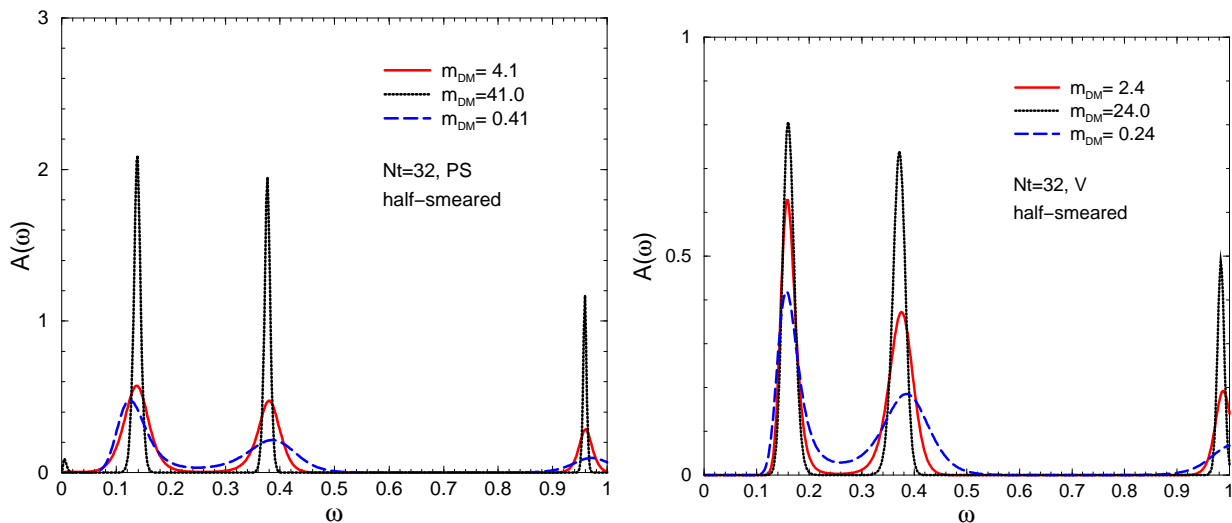 3
2
1
0
A(ω)
m_DM= 4.1
m_DM=41.0
m_DM= 0.41
Nt=32, PS
half−smeared
0 0.1 0.2 0.3 0.4 0.5 0.6 0.7 0.8 0.9 1
ω
1
0.5
0
A(ω)
m_DM= 2.4
m_DM=24.0
m_DM= 0.24
Nt=32, V
half−smeared
0 0.1 0.2 0.3 0.4 0.5 0.6 0.7 0.8 0.9 1
ω